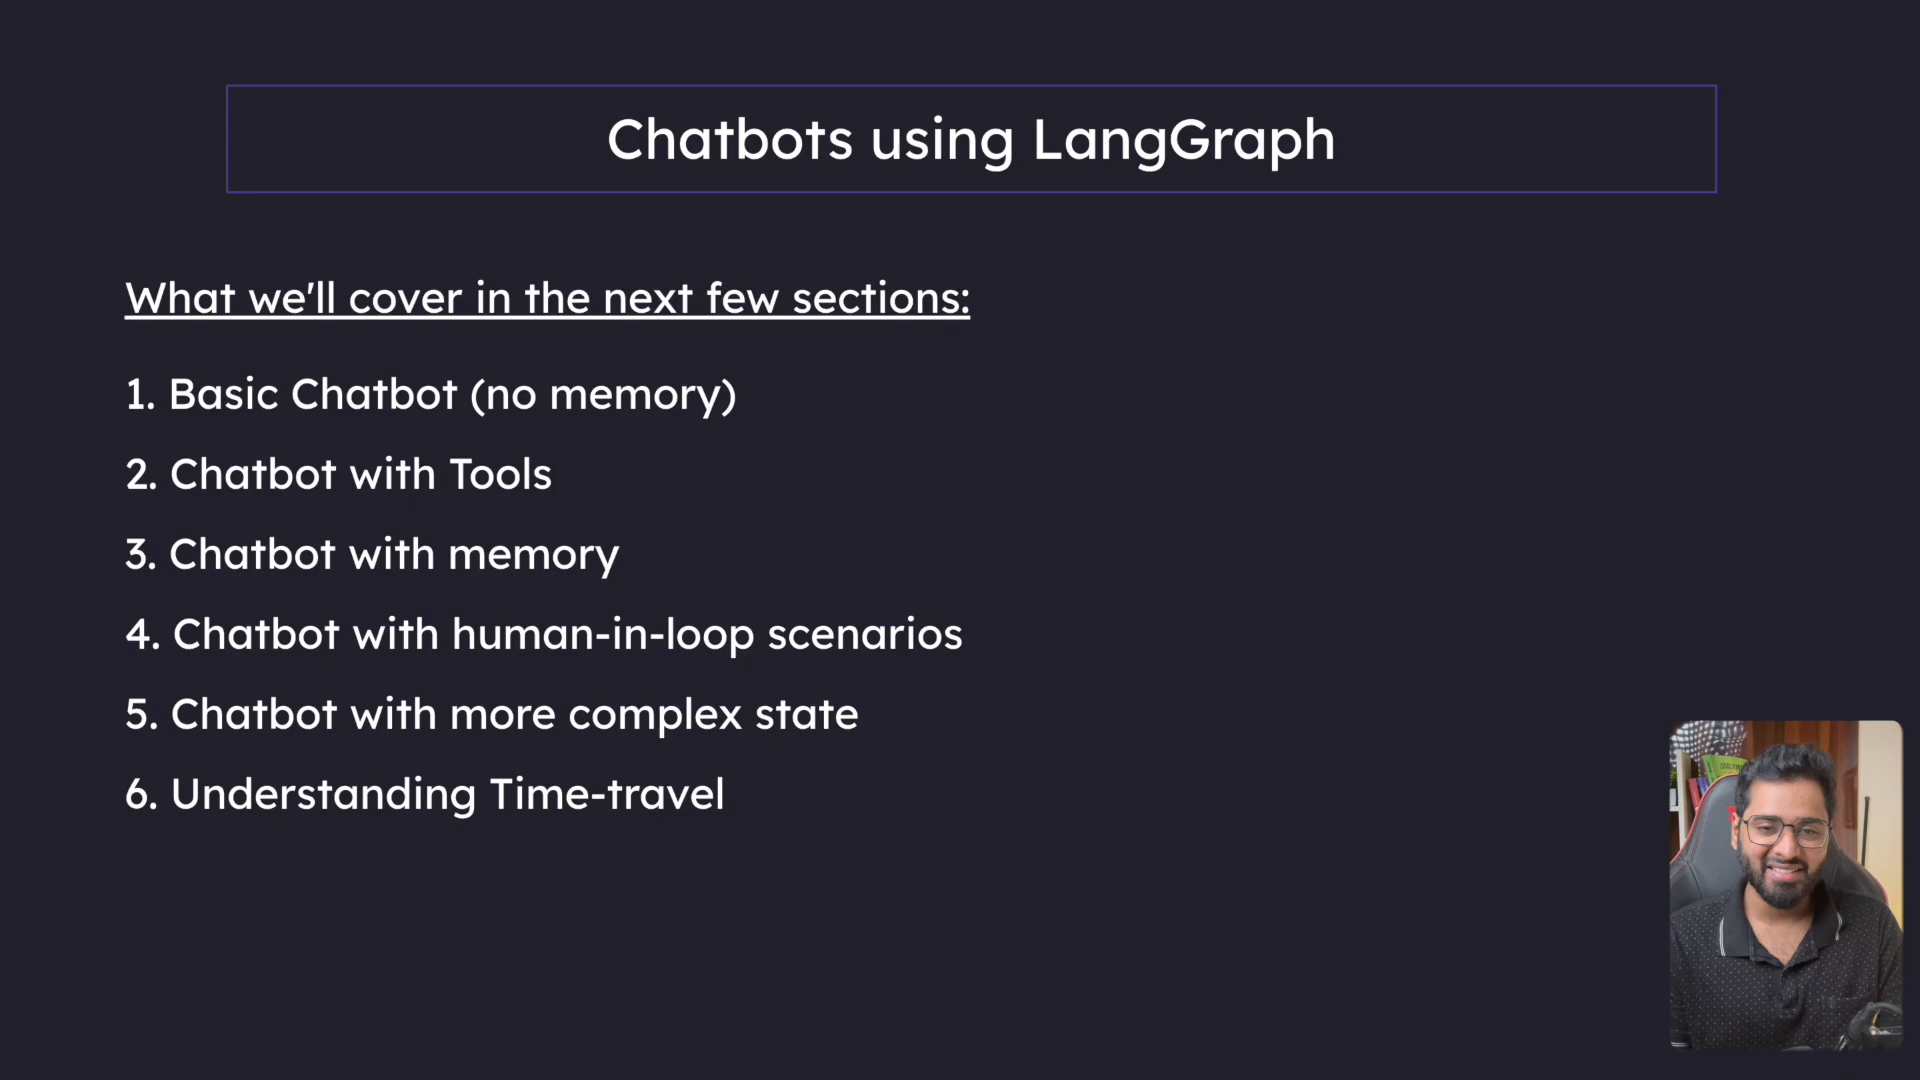 Chatbots using LangGraph
What we'll cover in the next few sections:
1. Basic Chatbot (no memory)
2. Chatbot with Tools
3. Chatbot with memory
4. Chatbot with human-in-loop scenarios
5. Chatbot with more complex state
6. Understanding Time-travel